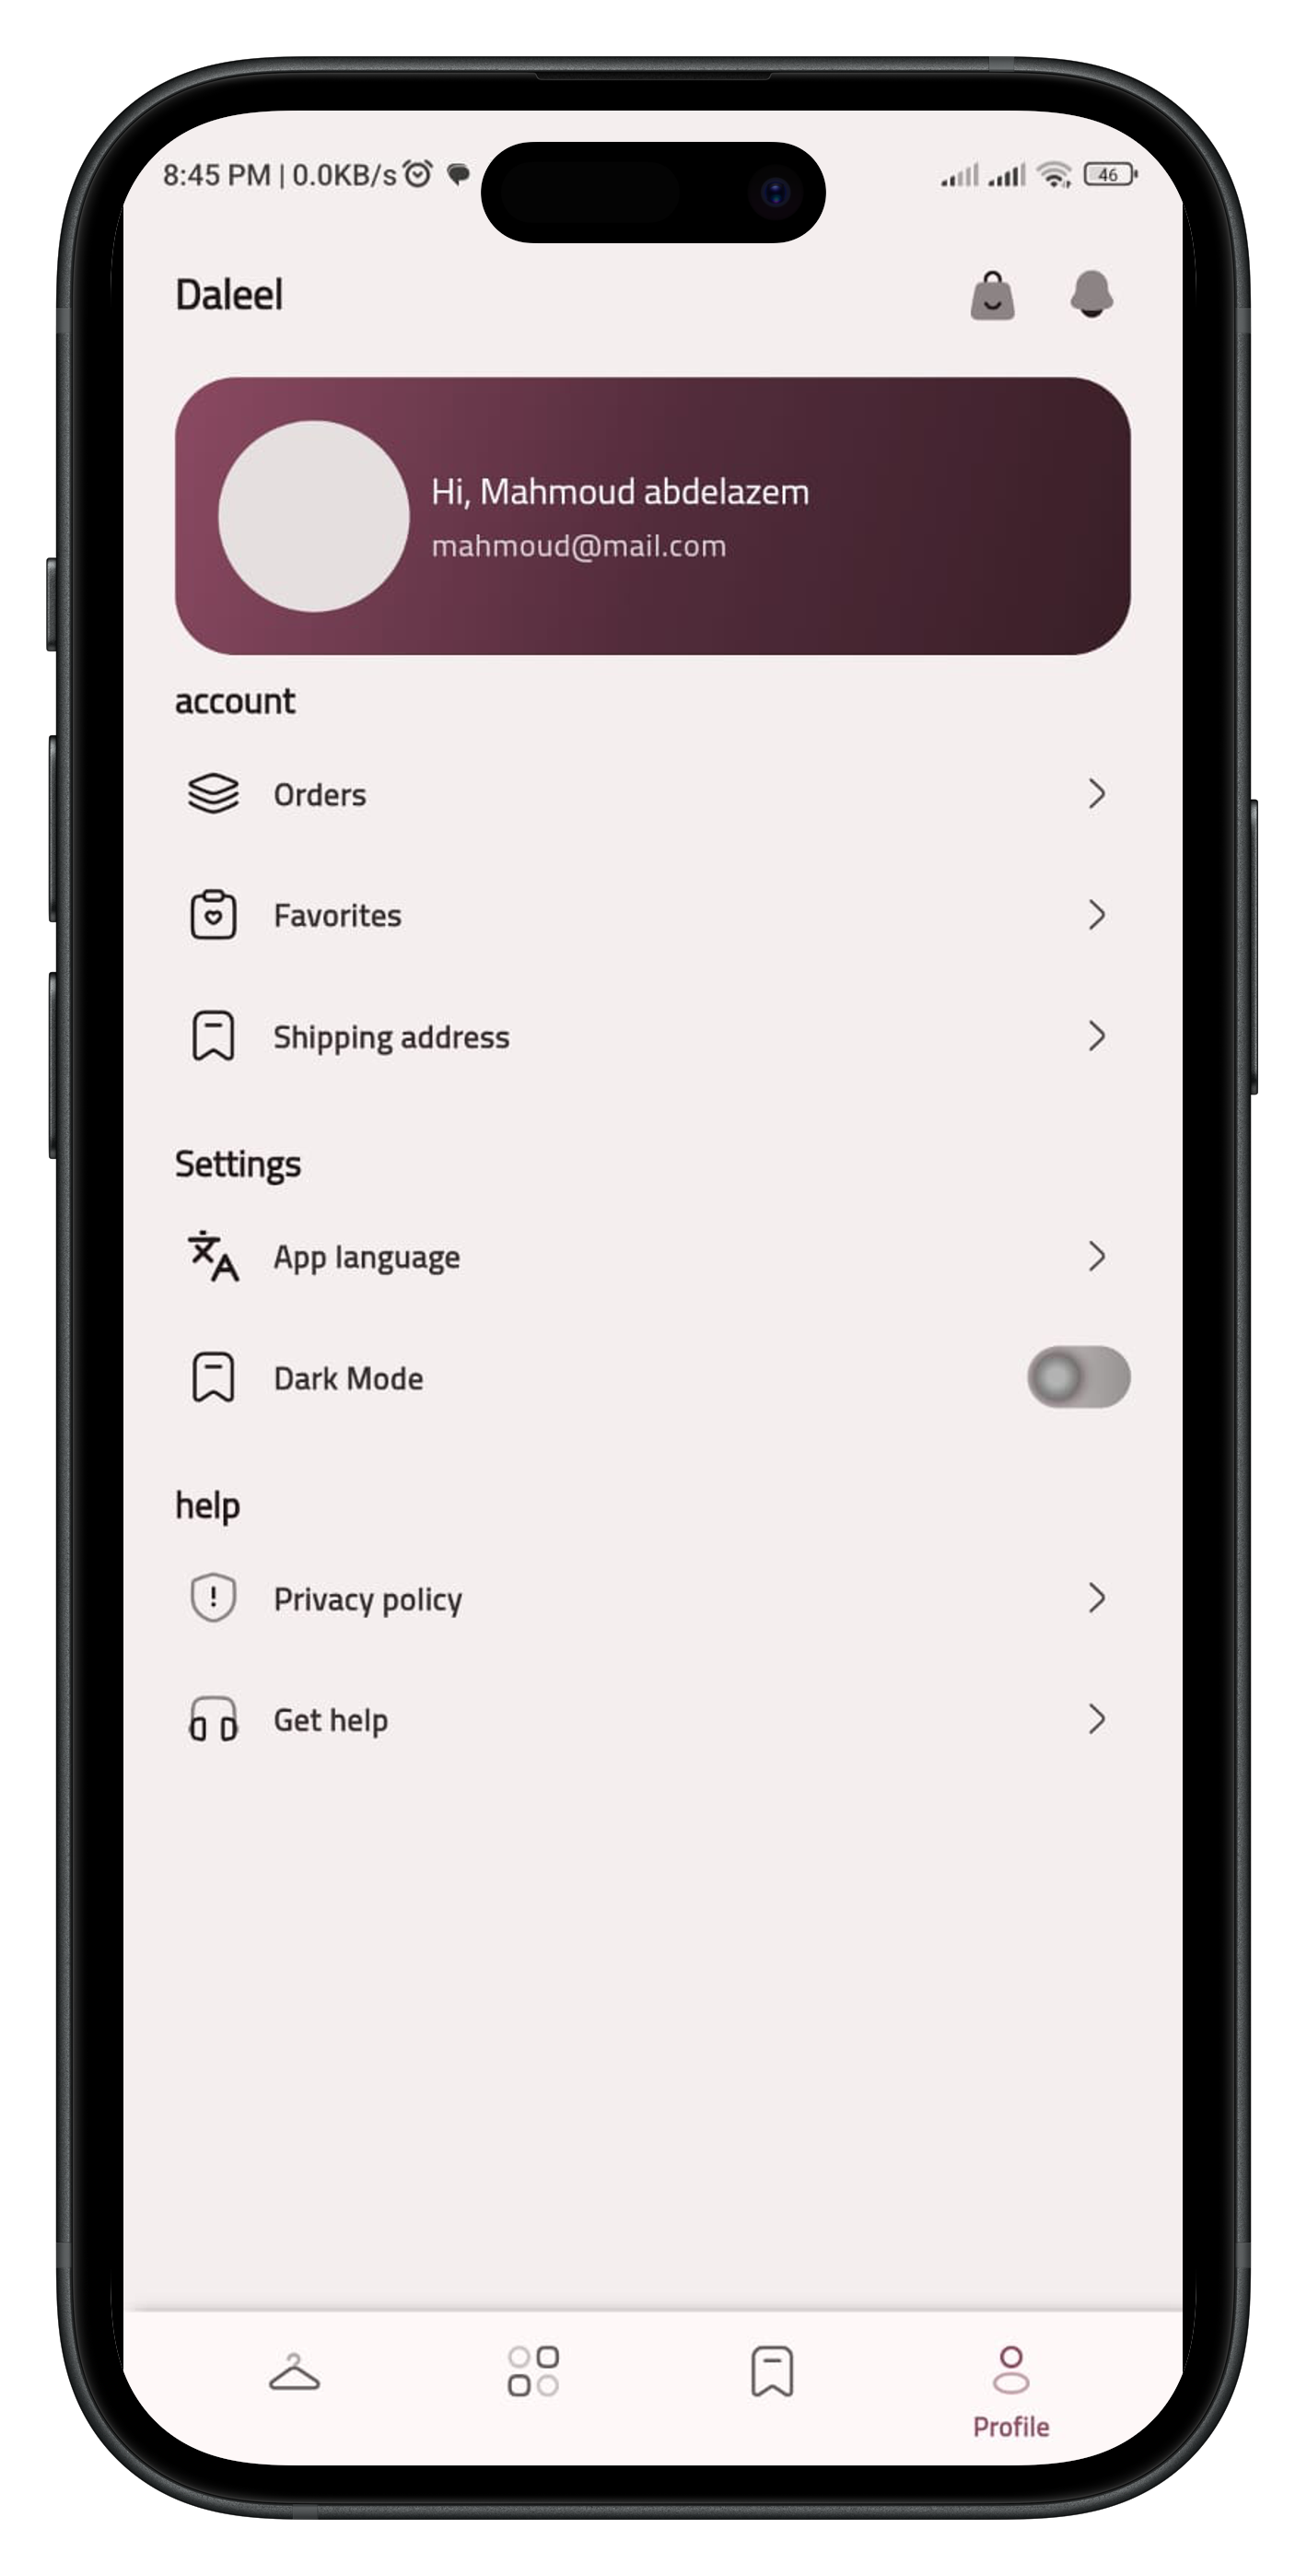 8:45 PM | 0.0KB/s
46
Daleel
Hi, Mahmoud abdelazem
mahmoud@mail.com
account
Orders
Favorites
Shipping address
Settings
App language
Dark Mode
help
Privacy policy
Get help
Profile